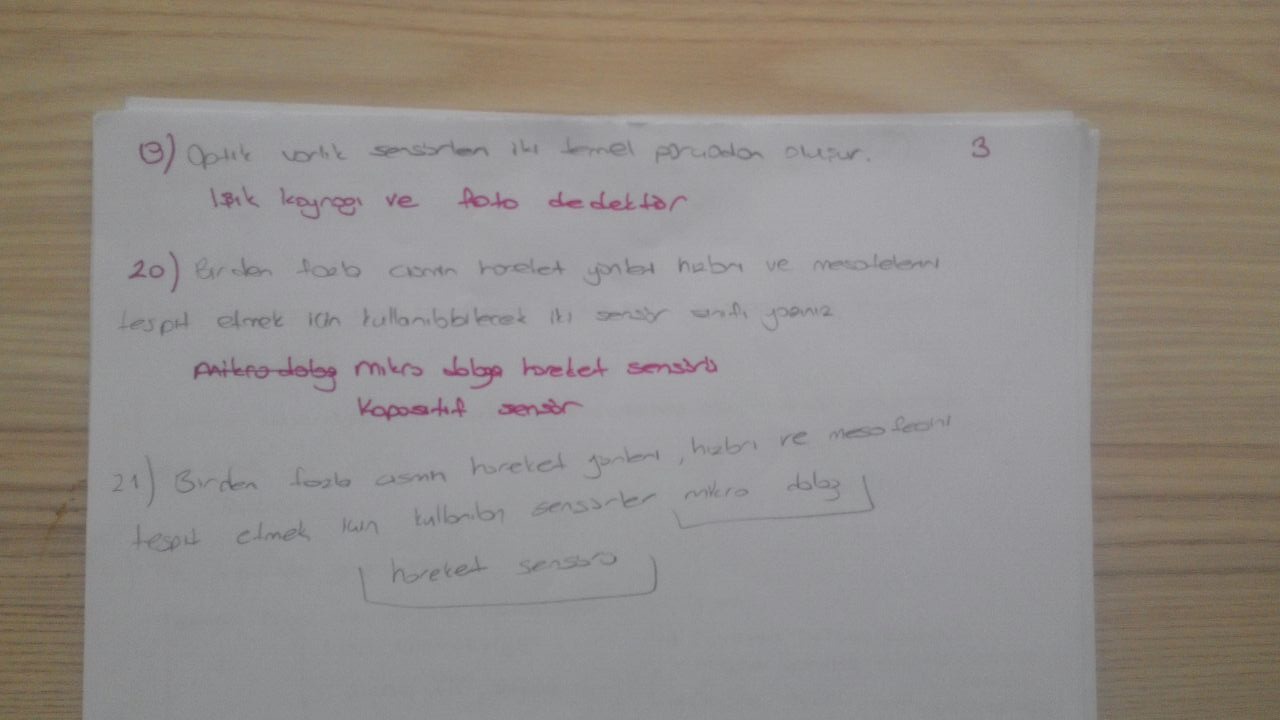 19) Optik varlık sensörleri iki temel parçadan oluşur. 3
Işık kaynağı ve foto dedektör
20) Birden fazla cismin hareket yönleri hızları ve mesafelerini
tespit etmek için kullanılabilecek iki sensör sınıfı yazınız
mikro dalga mikro dalga hareket sensörü
Kapasitif sensör
21) Birden fazla cismin hareket yönleri, hızları ve mesafesini
tespit etmek için kullanılan sensörler mikro dalga
hareket sensörü